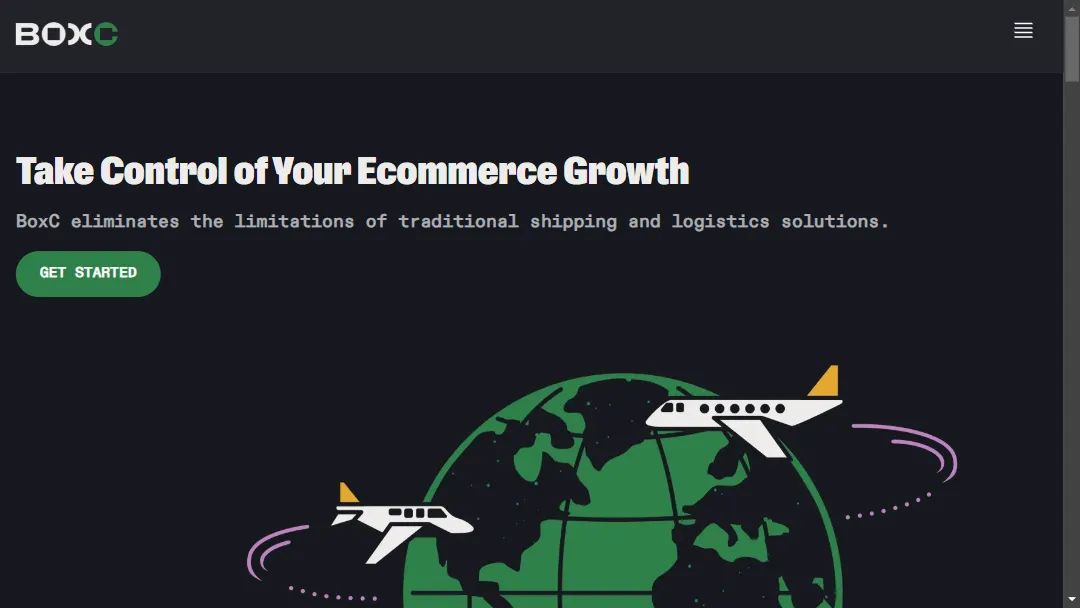 BOXC
Take Control of Your Ecommerce Growth
BoxC eliminates the limitations of traditional shipping and logistics solutions.
GET STARTED